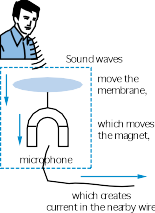 Sound waves
move the
membrane,
which moves
the magnet,
microphone
which creates
current in the nearby wire